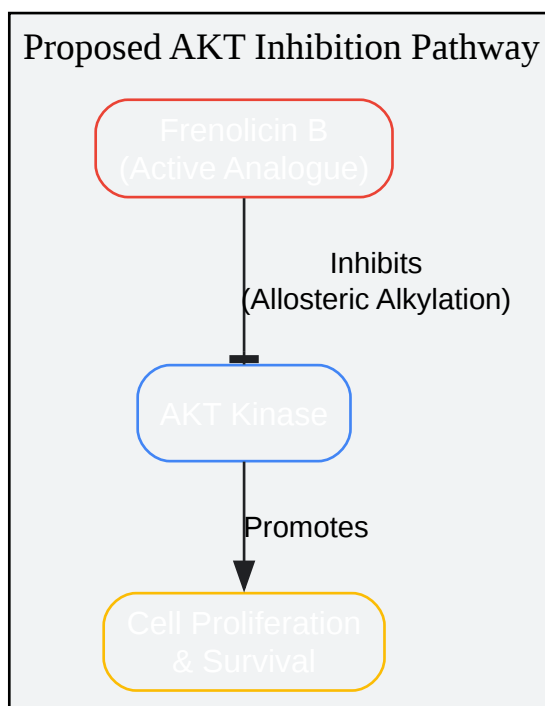 Proposed AKT Inhibition Pathway
Frenolicin B
(Active Analogue)
Inhibits
(Allosteric Alkylation)
AKT Kinase
Promotes
Cell Proliferation
& Survival